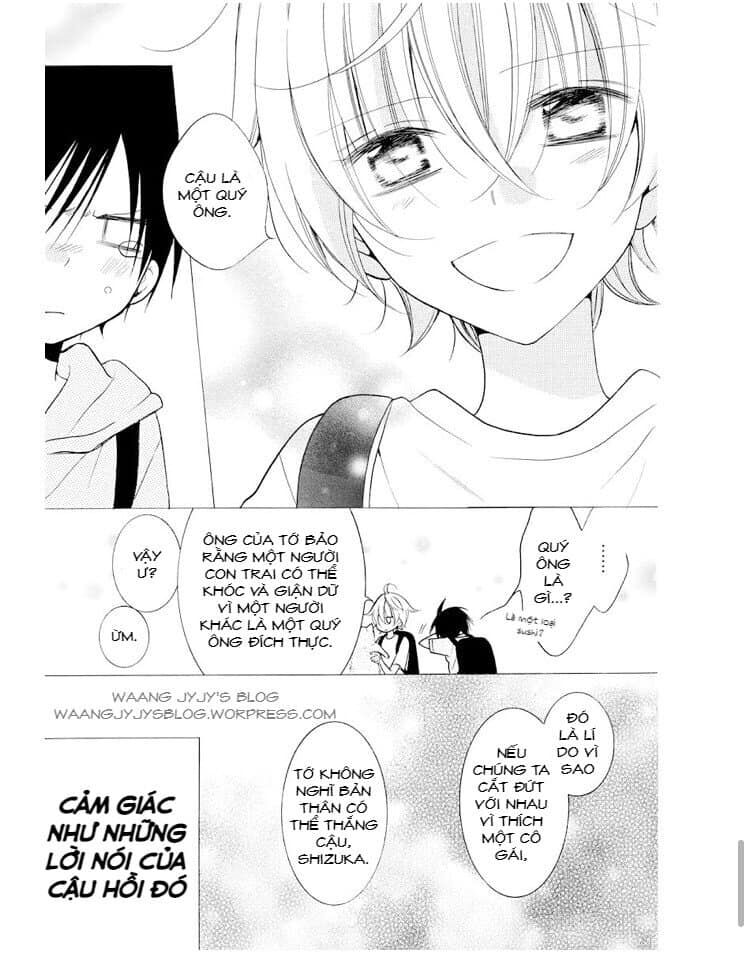 CẬU LÀ
MỘT QUÝ
ÔNG.
......
QUÝ
ÔNG
LÀ
GÌ...?
Là một loại
sushi?
ÔNG CỦA TỚ BẢO
RẰNG MỘT NGƯỜI
CON TRAI CÓ THỂ
KHÓC VÀ GIẬN DỮ
VÌ MỘT NGƯỜI
KHÁC LÀ MỘT QUÝ
ÔNG ĐÍCH THỰC.
VẬY
Ư?
ỪM.
WAANG JYJY'S BLOG
WAANGJYJYSBLOG.WORPRESS.COM
ĐÓ
LÀ LÍ
DO VÌ
SAO
NẾU
CHÚNG TA
CẮT ĐỨT
VỚI NHAU
VÌ THÍCH
MỘT CÔ
GÁI,
TỚ KHÔNG
NGHĨ BẢN
THÂN CÓ
THỂ THẮNG
CẬU,
SHIZUKA.
CẢM GIÁC
NHƯ NHỮNG
LỜI NÓI CỦA
CẬU HỒI ĐÓ